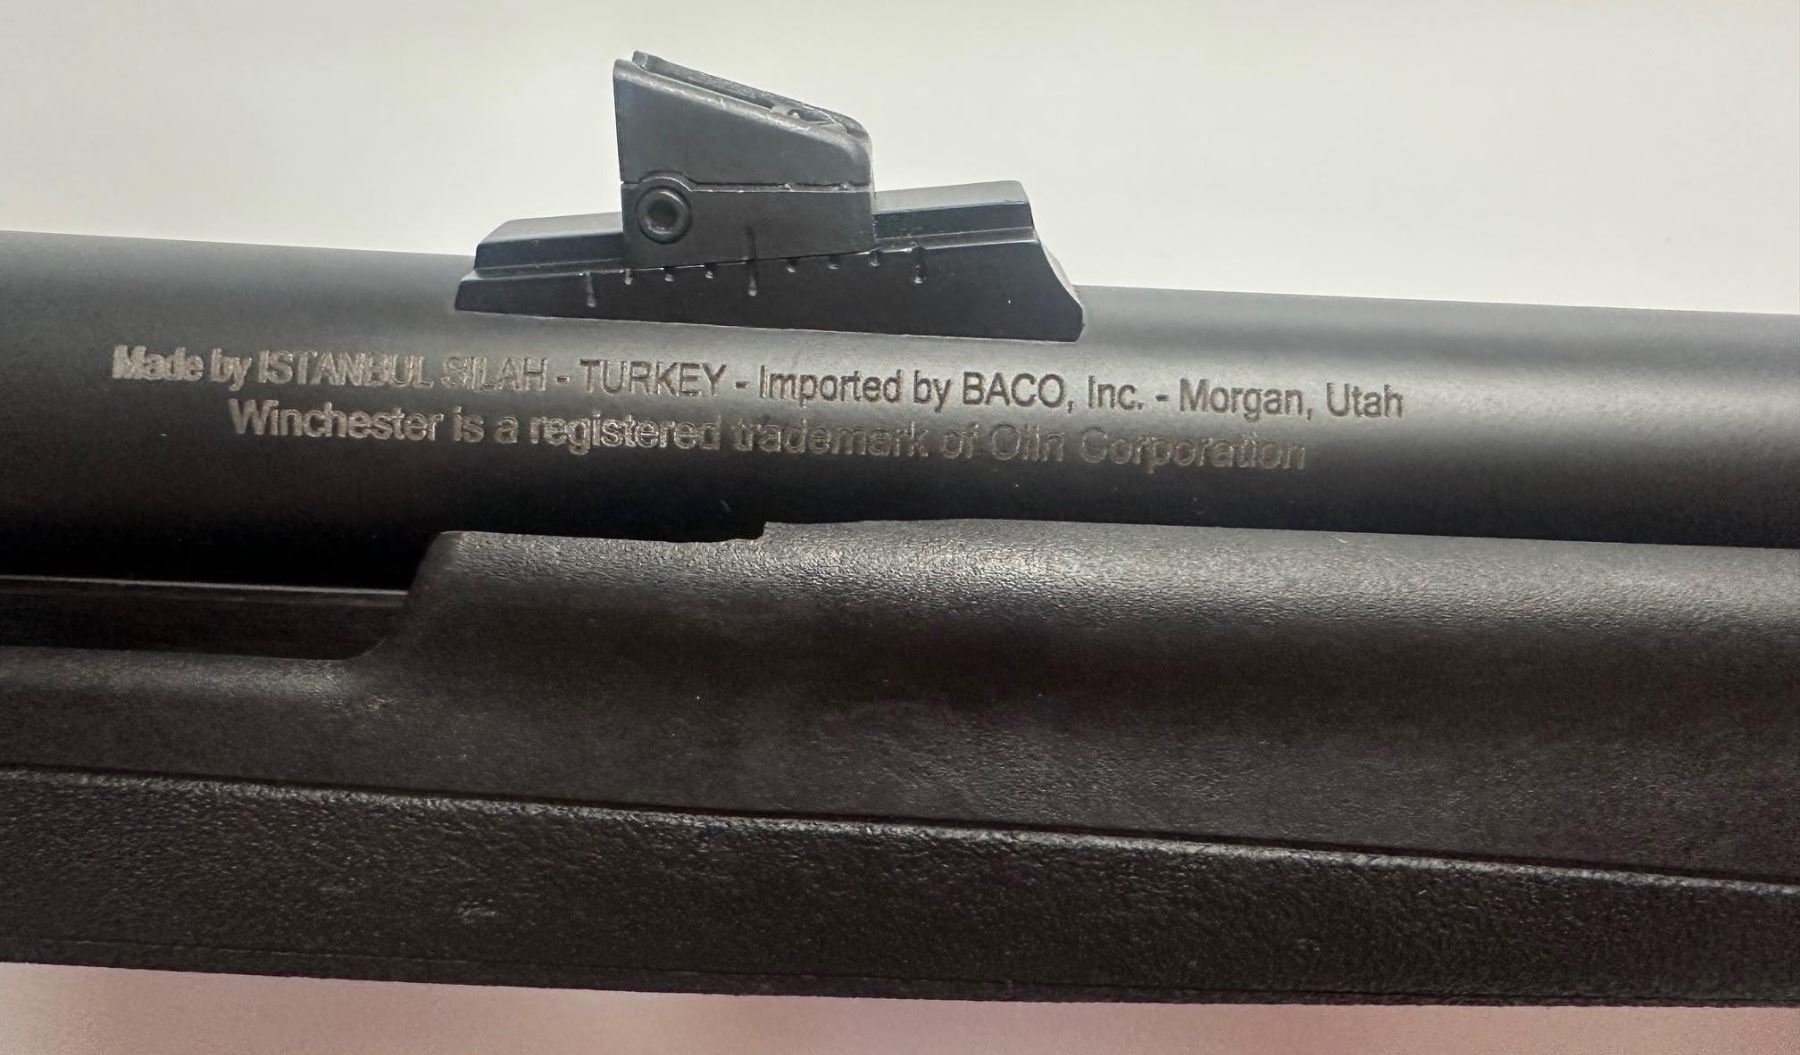 Made by ISTANBUL SILAH - TURKEY - Imported by BACO, Inc. - Morgan, Utah
Winchester is a registered trademark of Olin Corporation